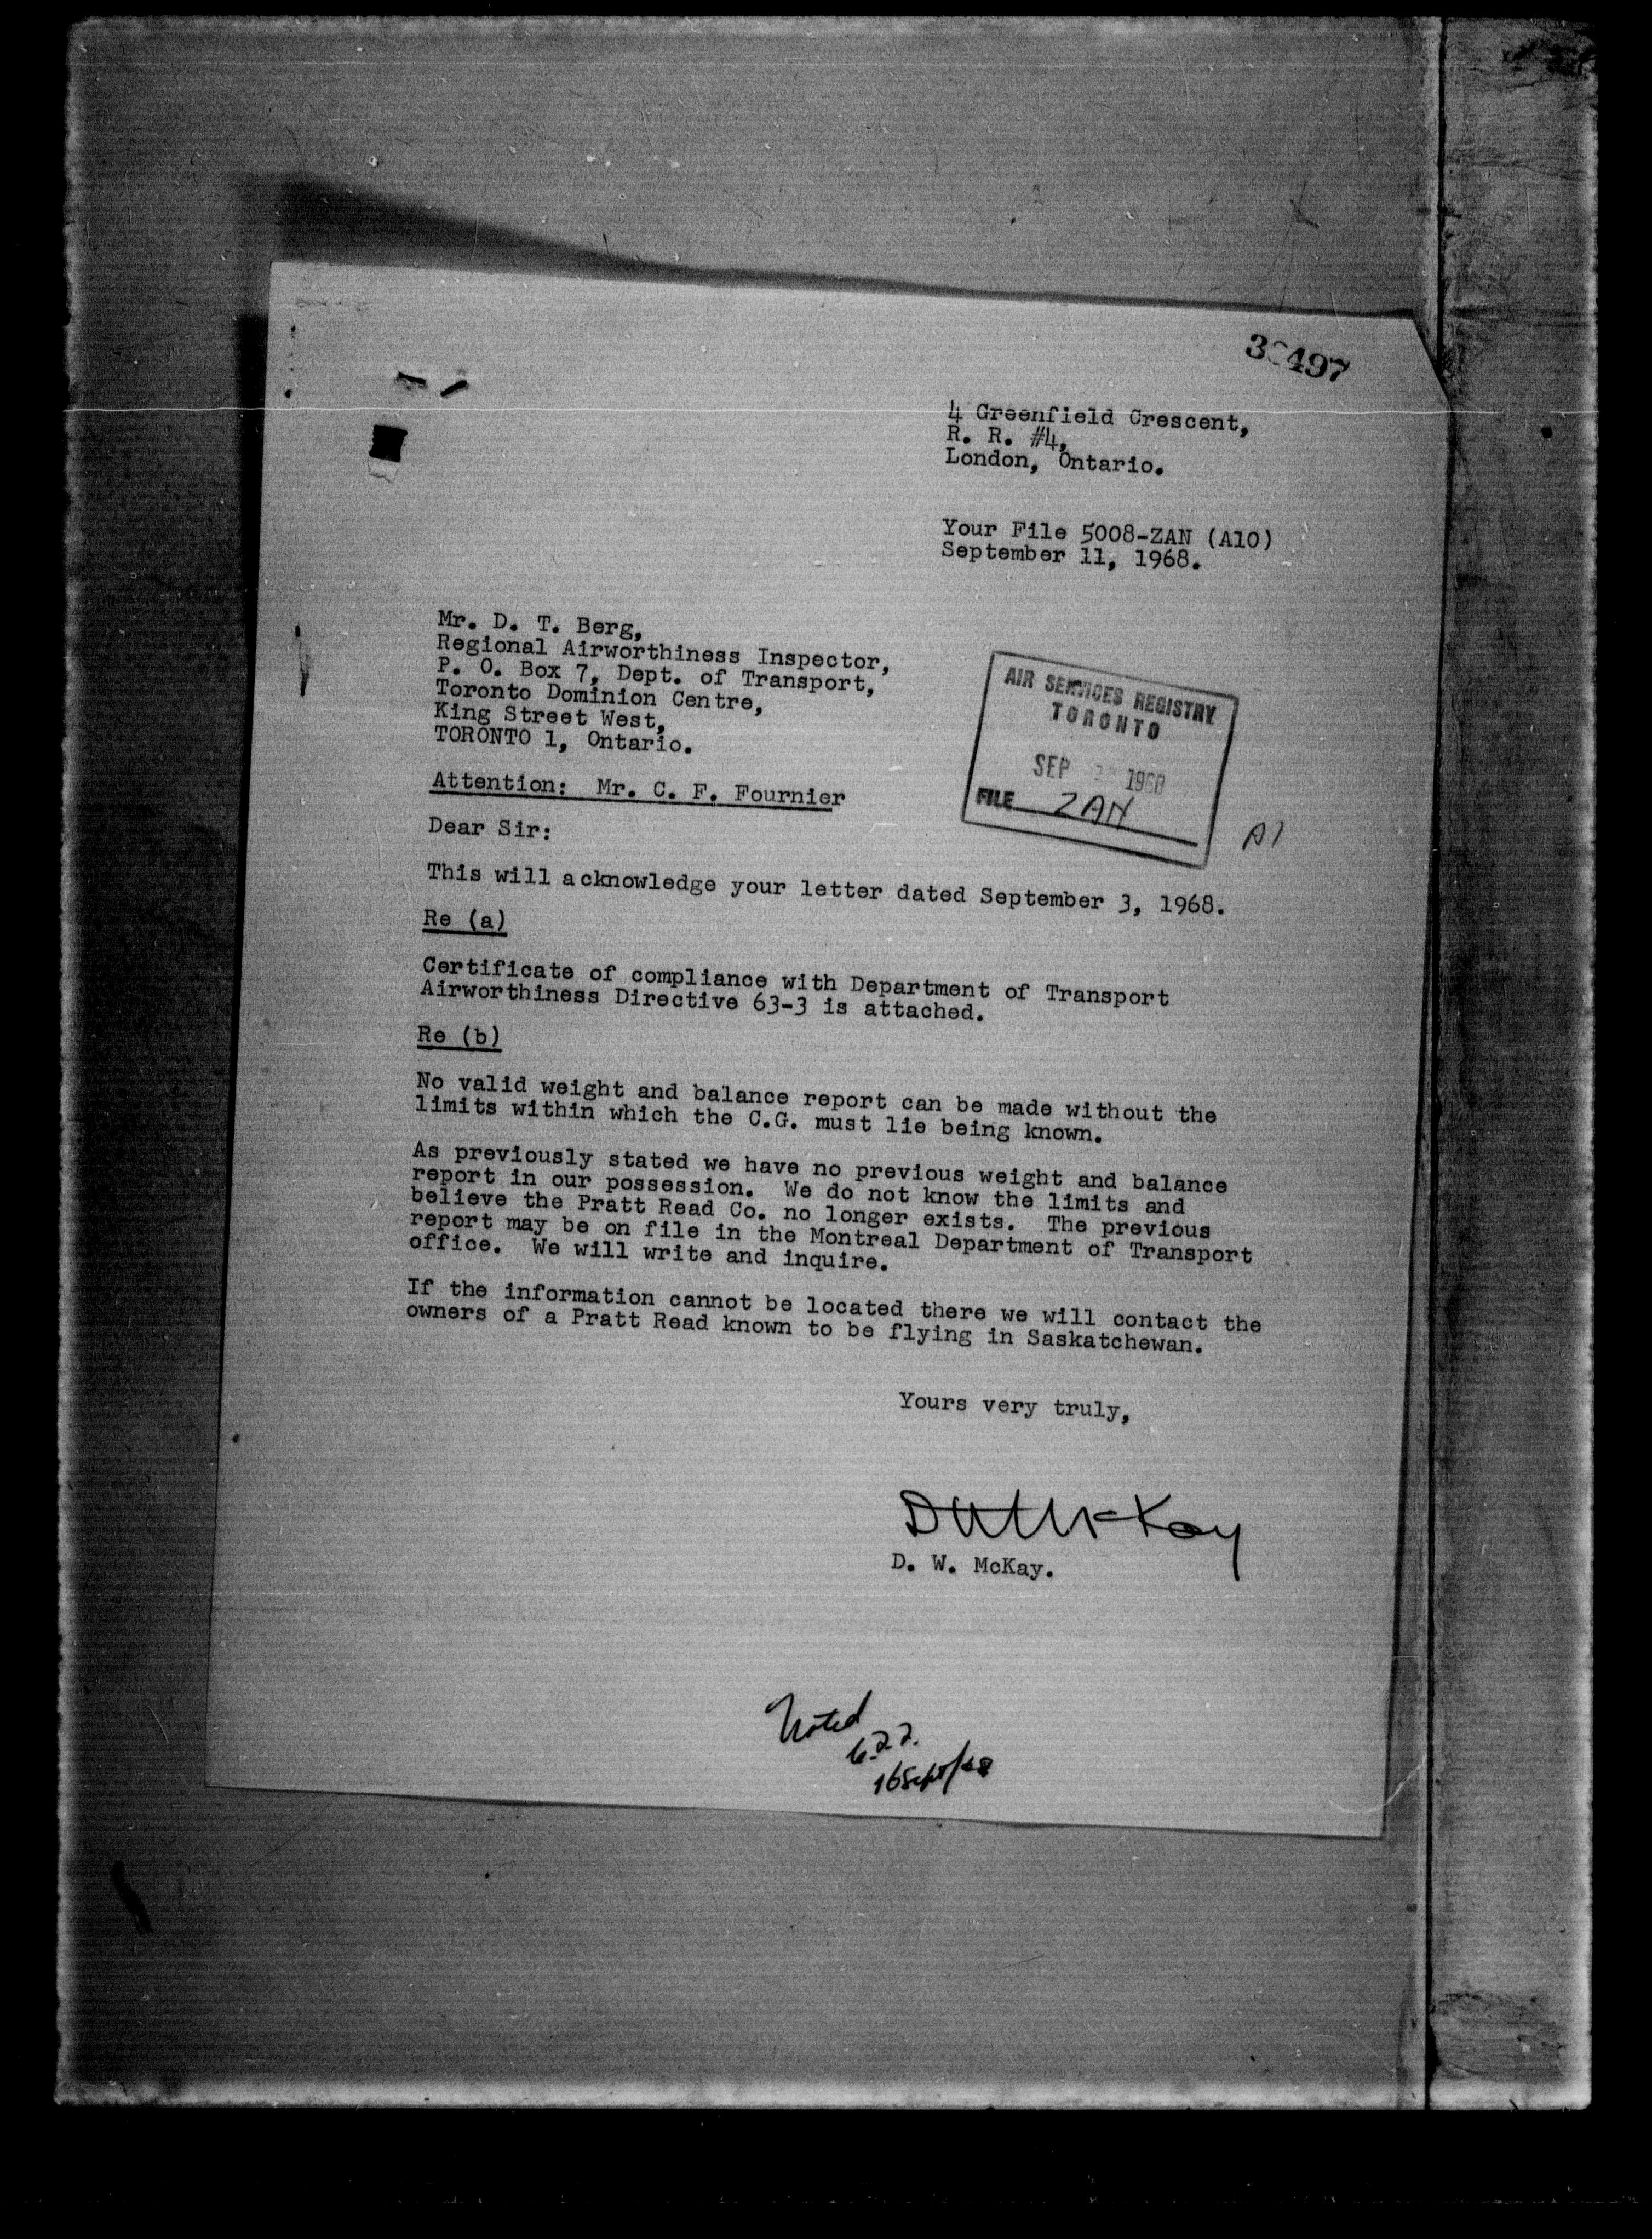 4 Greenfield Crescent,
R. R. #4,
London, Ontario.
Your File 5008-ZAN (A10)
September 11, 1968.
Mr. D. T. Berg,
Regional Airworthiness Inspector,
P. O. Box 7, Dept. of Transport,
Toronto Dominion Centre,
King Street West,
TORONTO 1, Ontario.
AIR SERVICES REGISTRY
TORONTO
SEP 1968
FILE ZAN
Attention: Mr. C. F. Fournier
Dear Sir:
This will acknowledge your letter dated September 3, 1968.
Re (a)
Certificate of compliance with Department of Transport
Airworthiness Directive 63-3 is attached.
Re (b)
No valid weight and balance report can be made without the
limits within which the C.G. must lie being known.
As previously stated we have no previous weight and balance
report in our possession. We do not know the limits and
believe the Pratt Read Co. no longer exists. The previous
report may be on file in the Montreal Department of Transport
office. We will write and inquire.
If the information cannot be located there we will contact the
owners of a Pratt Read known to be flying in Saskatchewan.
Yours very truly,
DWMcKay
D. W. McKay.
Noted
16 Sept/68